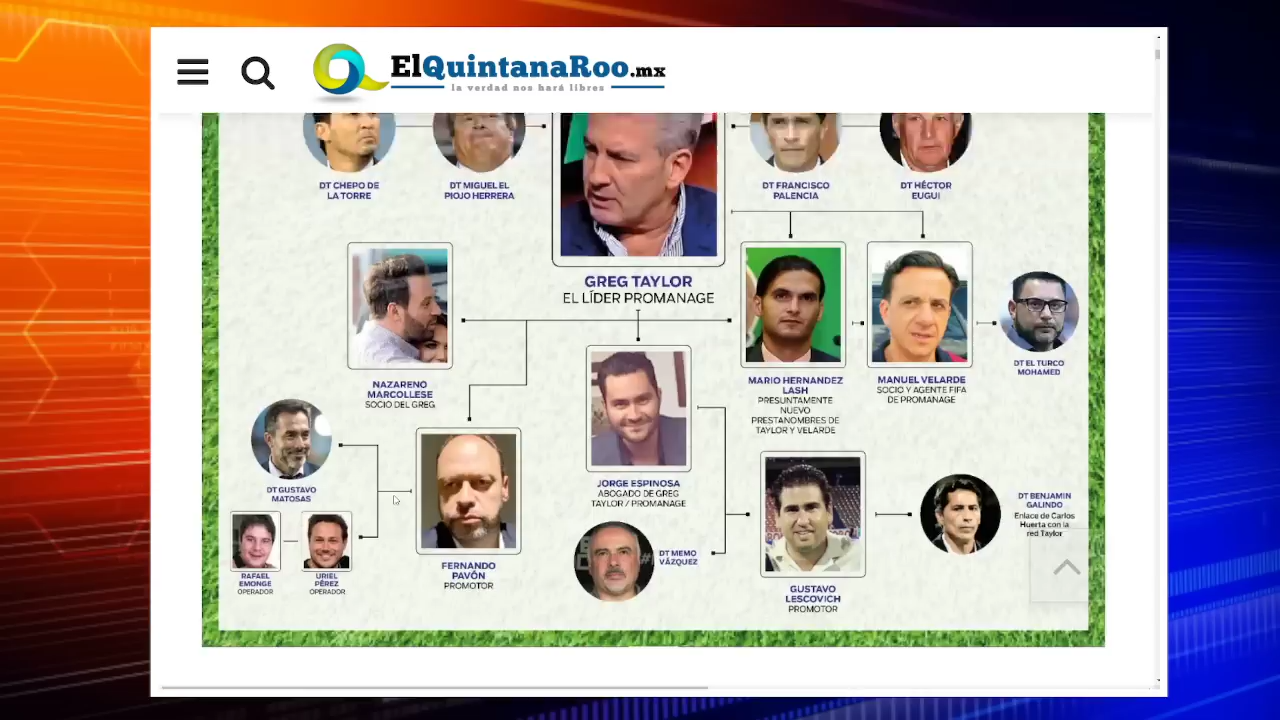 ElQuintanaRoo.mx
la verdad nos hará libres
DT CHEPO DE
LA TORRE
DT MIGUEL EL
PIOJO HERRERA
DT FRANCISCO
PALENCIA
DT HÉCTOR
EUGUI
GREG TAYLOR
EL LÍDER PROMANAGE
NAZARENO
MARCOLLESE
SOCIO DEL GREG
MARIO HERNANDEZ
LASH
PRESUNTAMENTE
NUEVO
PRESTANOMBRES DE
TAYLOR Y VELARDE
MANUEL VELARDE
SOCIO Y AGENTE FIFA
DE PROMANAGE
DT EL TURCO
MOHAMED
DT GUSTAVO
MATOSAS
JORGE ESPINOSA
ABOGADO DE GREG
TAYLOR / PROMANAGE
DT BENJAMIN
GALINDO
Enlace de Carlos
Huerta con la
red Taylor
RAFAEL
EMONGE
OPERADOR
URIEL
PÉREZ
OPERADOR
FERNANDO
PAVÓN
PROMOTOR
DT MEMO
VÁZQUEZ
GUSTAVO
LESCOVICH
PROMOTOR